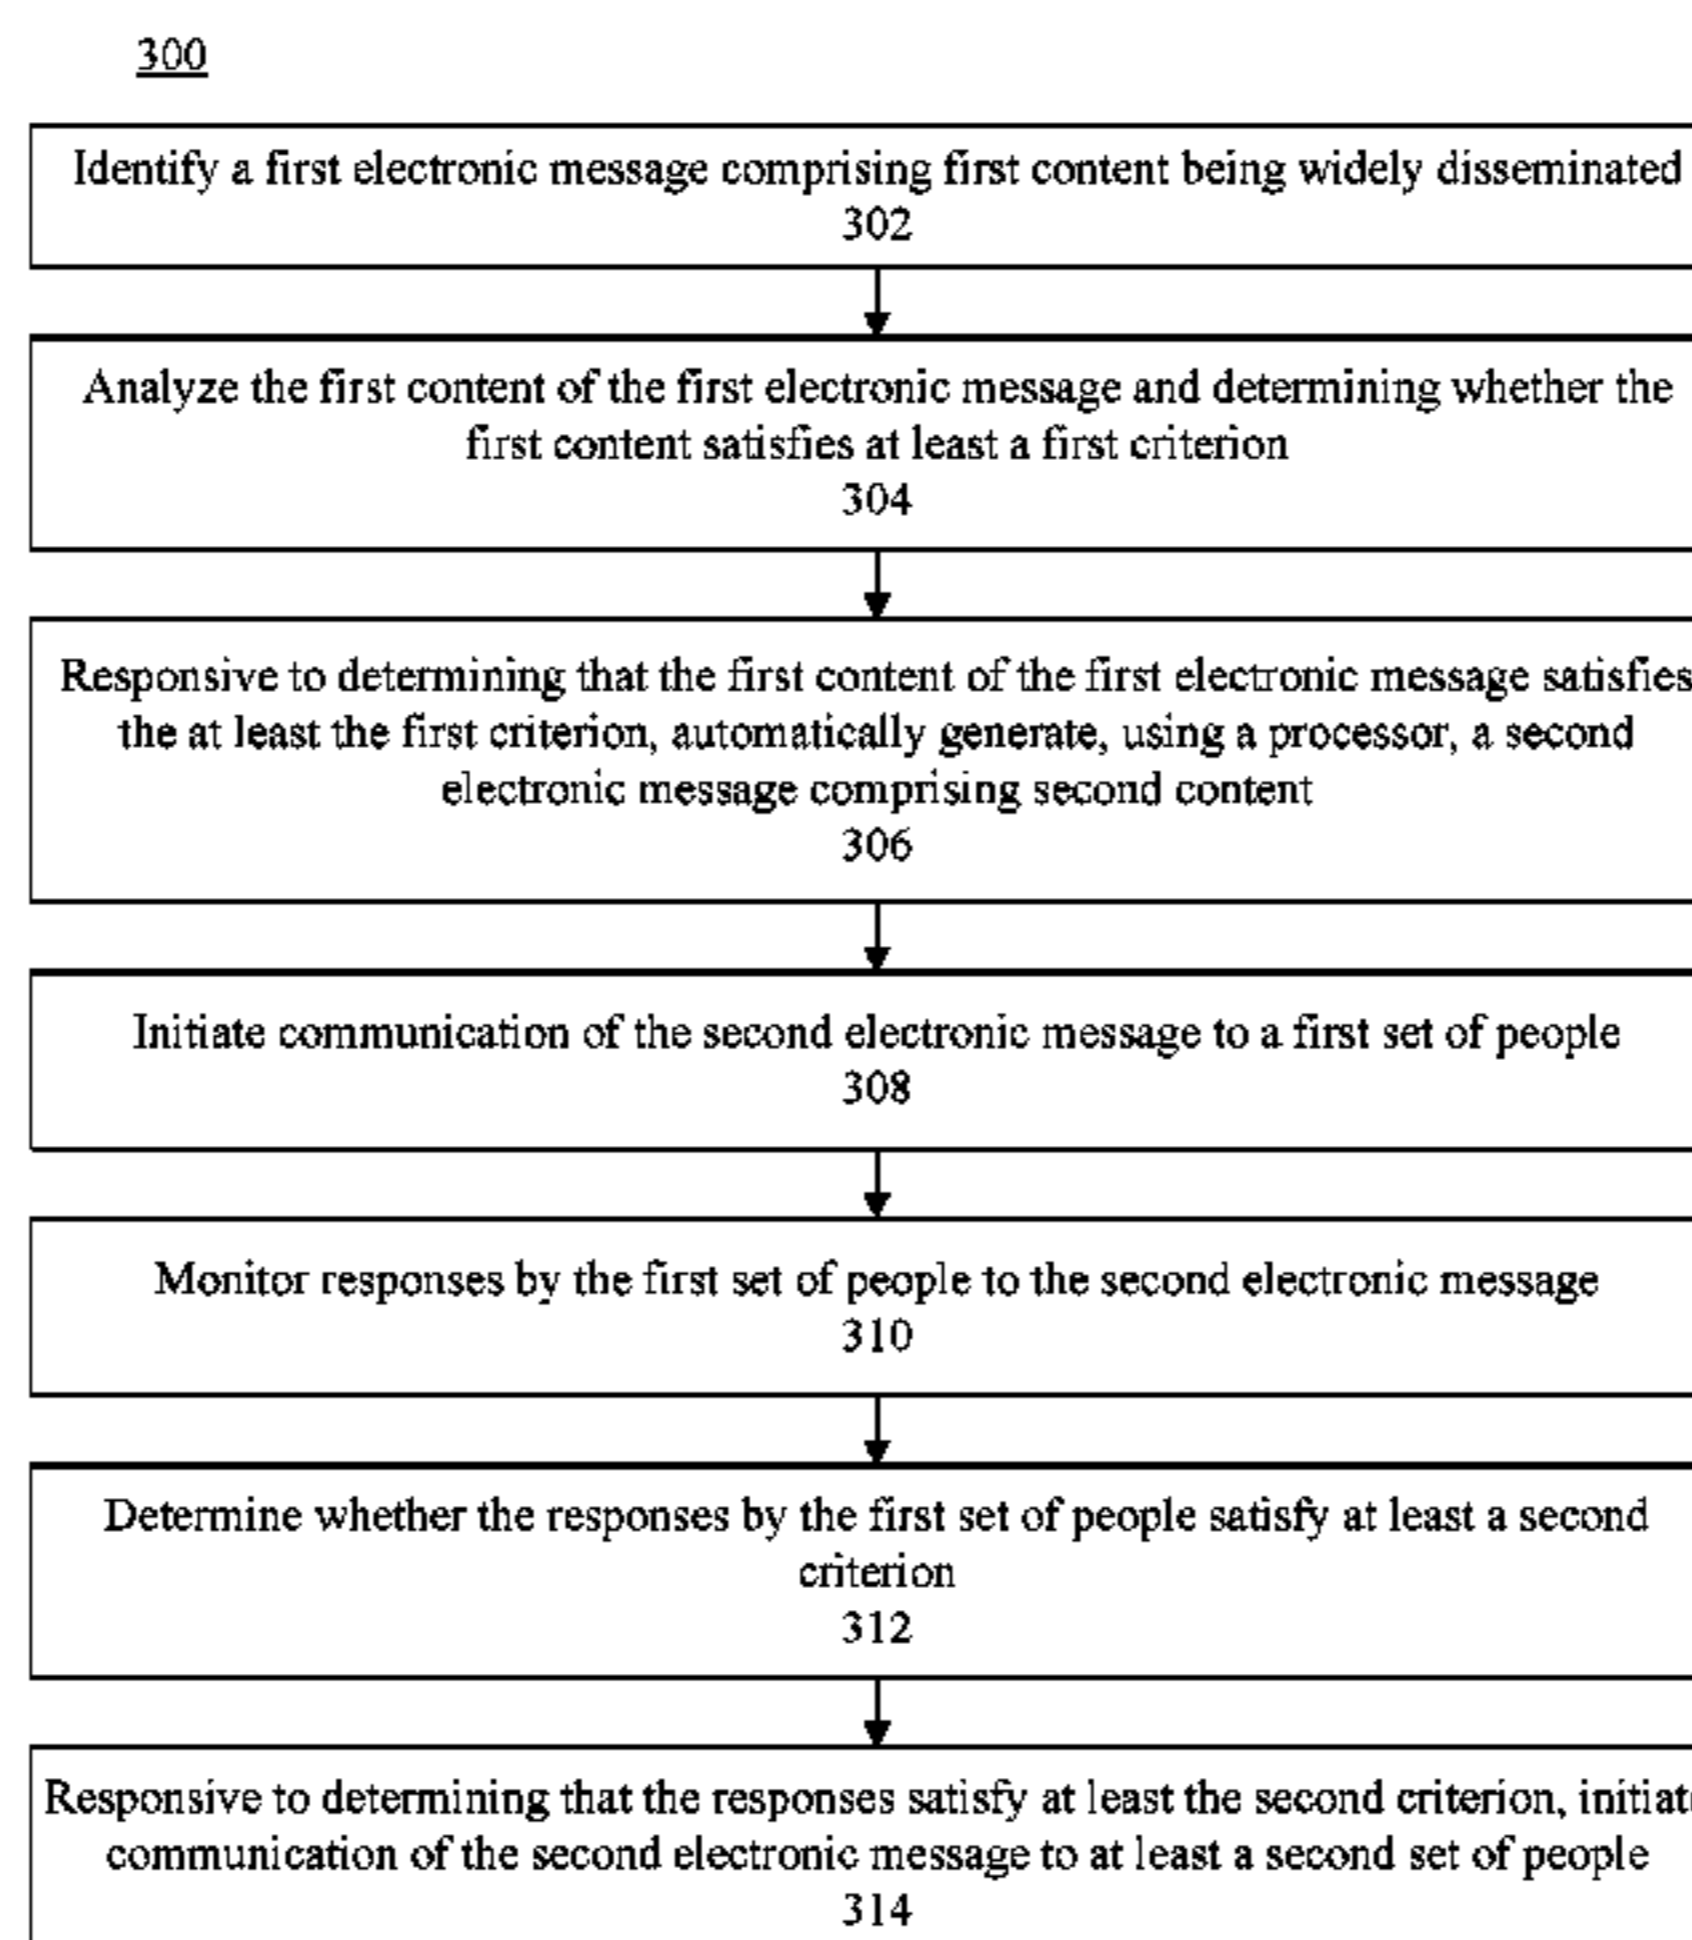 300
Identify a first electronic message comprising first content being widely disseminated
302
Analyze the first content of the first electronic message and determining whether the
first content satisfies at least a first criterion
304
Responsive to determining that the first content of the first electronic message satisfies
the at least the first criterion, automatically generate, using a processor, a second
electronic message comprising second content
306
Initiate communication of the second electronic message to a first set of people
308
Monitor responses by the first set of people to the second electronic message
310
Determine whether the responses by the first set of people satisfy at least a second
criterion
312
Responsive to determining that the responses satisfy at least the second criterion, initiate
communication of the second electronic message to at least a second set of people
314